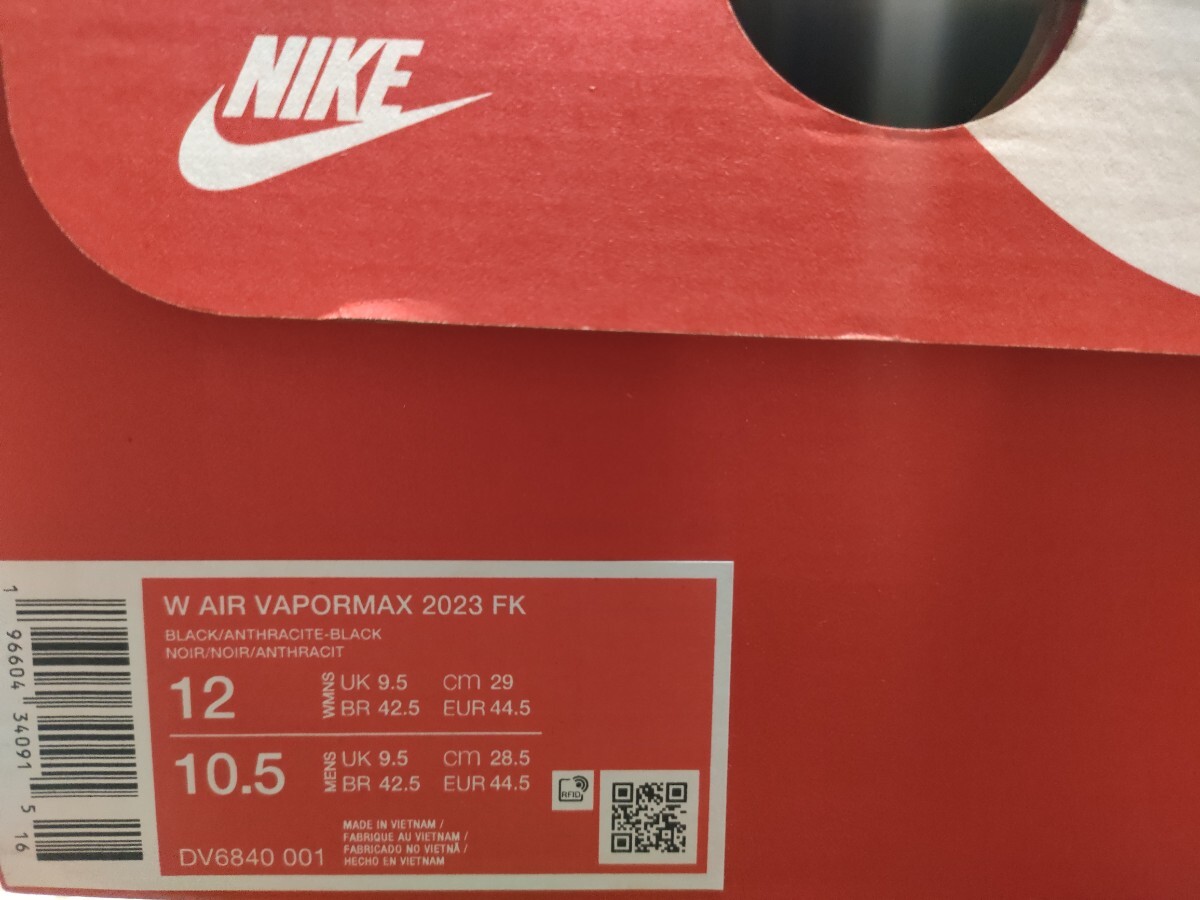 NIKE
W AIR VAPORMAX 2023 FK
BLACK/ANTHRACITE-BLACK
NOIR/NOIR/ANTHRACIT
12 WMNS UK 9.5 cm 29
BR 42.5 EUR 44.5
10.5 MENS UK 9.5 cm 28.5
BR 42.5 EUR 44.5
RFID
MADE IN VIETNAM /
FABRIQUE AU VIETNAM /
FABRICADO NO VIETNÃ /
HECHO EN VIETNAM
DV6840 001
1 96604 34091 5 16